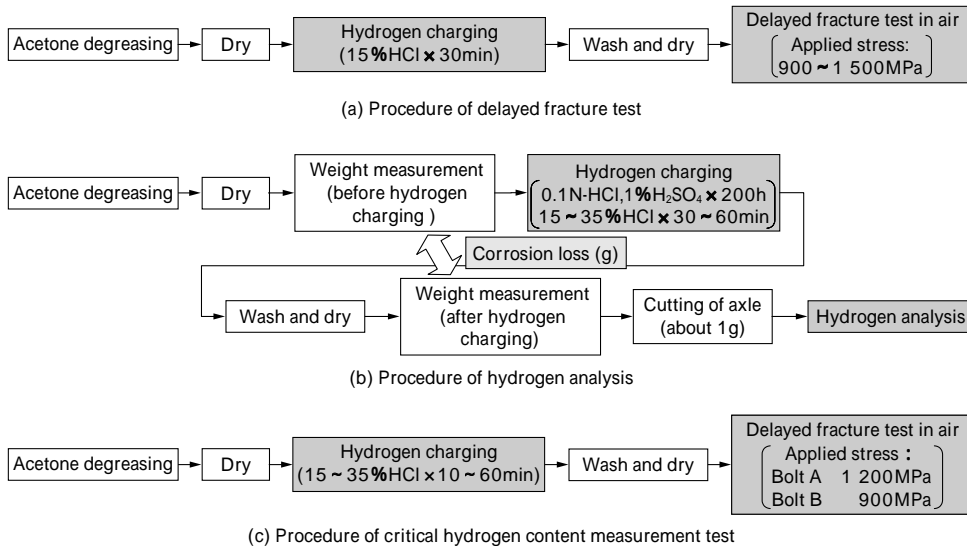 Acetone degreasing
Dry
Hydrogen charging
(15%HCl × 30min)
Wash and dry
Delayed fracture test in air
Applied stress:
900 ~ 1 500MPa
(a) Procedure of delayed fracture test
Acetone degreasing
Dry
Weight measurement
(before hydrogen
charging )
Hydrogen charging
0.1N-HCl,1%H₂SO₄ × 200h
15 ~ 35%HCl × 30 ~ 60min
Corrosion loss (g)
Wash and dry
Weight measurement
(after hydrogen
charging)
Cutting of axle
(about 1g)
Hydrogen analysis
(b) Procedure of hydrogen analysis
Acetone degreasing
Dry
Hydrogen charging
(15 ~ 35%HCl × 10 ~ 60min)
Wash and dry
Delayed fracture test in air
Applied stress :
Bolt A 1 200MPa
Bolt B 900MPa
(c) Procedure of critical hydrogen content measurement test